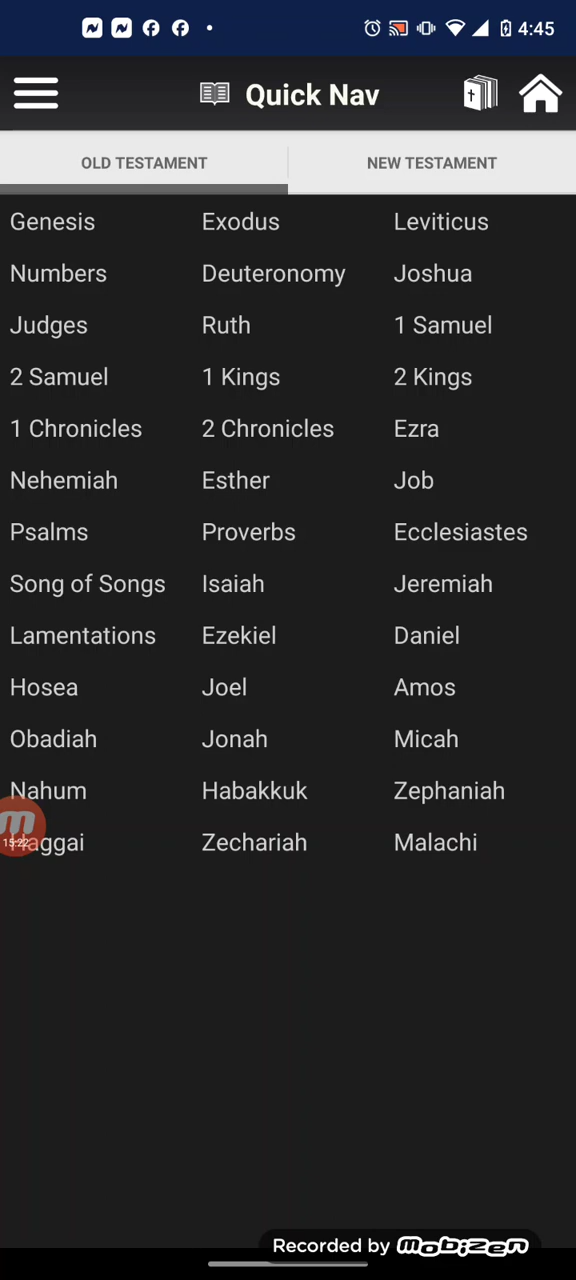 4:45
Quick Nav
OLD TESTAMENT NEW TESTAMENT
Genesis Exodus Leviticus
Numbers Deuteronomy Joshua
Judges Ruth 1 Samuel
2 Samuel 1 Kings 2 Kings
1 Chronicles 2 Chronicles Ezra
Nehemiah Esther Job
Psalms Proverbs Ecclesiastes
Song of Songs Isaiah Jeremiah
Lamentations Ezekiel Daniel
Hosea Joel Amos
Obadiah Jonah Micah
Nahum Habakkuk Zephaniah
Haggai Zechariah Malachi
15:22
Recorded by mobizen